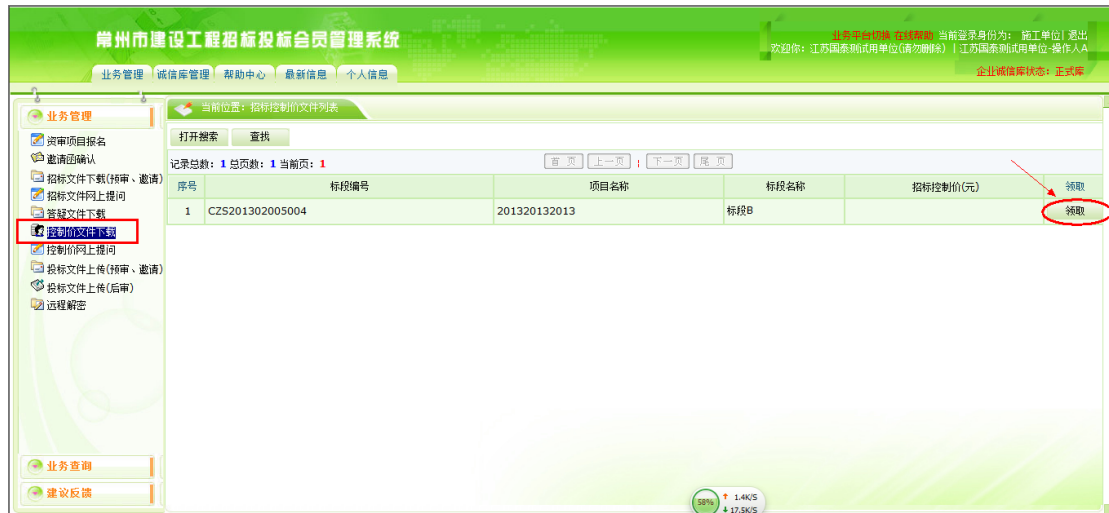 常州市建设工程招标投标会员管理系统
业务平台切换 在线帮助 当前登录身份为: 施工单位| 退出
欢迎你: 江苏国泰测试用单位(请勿删除) | 江苏国泰测试用单位-操作人A
业务管理 诚信库管理 帮助中心 最新信息 个人信息
企业诚信库状态: 正式库
业务管理
当前位置: 招标控制价文件列表
资审项目报名
邀请函确认
招标文件下载(预审、邀请)
招标文件网上提问
答疑文件下载
控制价文件下载
控制价网上提问
投标文件上传(预审、邀请)
投标文件上传(后审)
远程解密
打开搜索 查找
记录总数: 1 总页数: 1 当前页: 1
首 页 上一页 下一页 尾 页
序号 标段编号 项目名称 标段名称 招标控制价(元) 领取
1 CZS201302005004 201320132013 标段B 领取
业务查询
建议反馈
58% ↑ 1.4K/S
↓ 17.5K/S